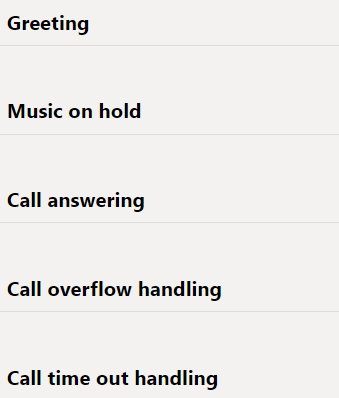 Greeting
Music on hold
Call answering
Call overflow handling
Call time out handling